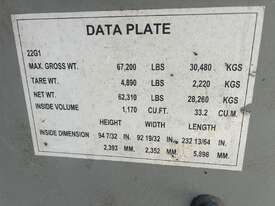 DATA PLATE
22G1
MAX. GROSS WT. 67,200 LBS 30,480 KGS
TARE WT. 4,890 LBS 2,220 KGS
NET WT. 62,310 LBS 28,260 KGS
INSIDE VOLUME 1,170 CU.FT. 33.2 CU.M.
HEIGHT WIDTH LENGTH
INSIDE DIMENSION 94 7/32 IN. 92 19/32 IN. 232 13/64 IN.
2,393 MM. 2,352 MM. 5,898 MM.